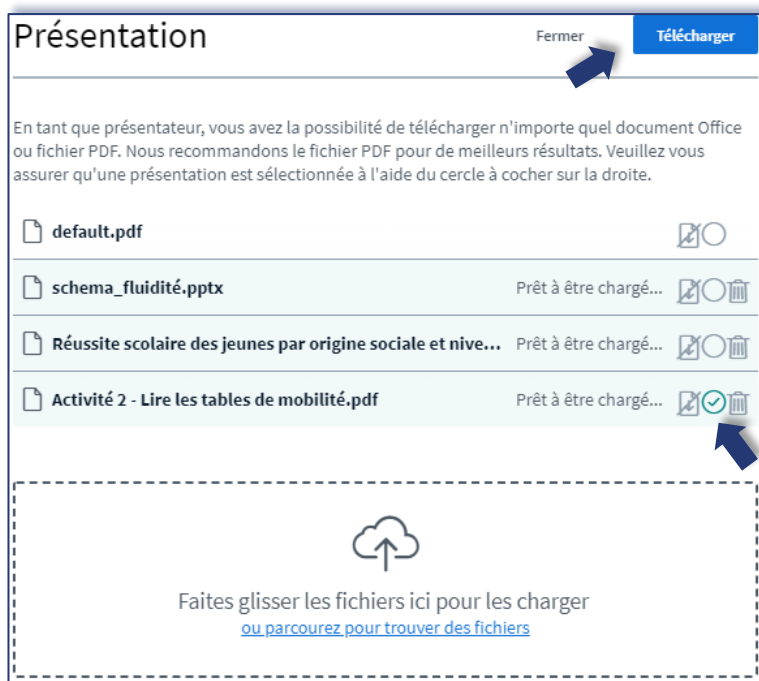 Présentation
Fermer
Télécharger
En tant que présentateur, vous avez la possibilité de télécharger n'importe quel document Office
ou fichier PDF. Nous recommandons le fichier PDF pour de meilleurs résultats. Veuillez vous
assurer qu'une présentation est sélectionnée à l'aide du cercle à cocher sur la droite.
default.pdf
schema_fluidité.pptx Prêt à être chargé...
Réussite scolaire des jeunes par origine sociale et nive... Prêt à être chargé...
Activité 2 - Lire les tables de mobilité.pdf Prêt à être chargé...
Faites glisser les fichiers ici pour les charger
ou parcourez pour trouver des fichiers